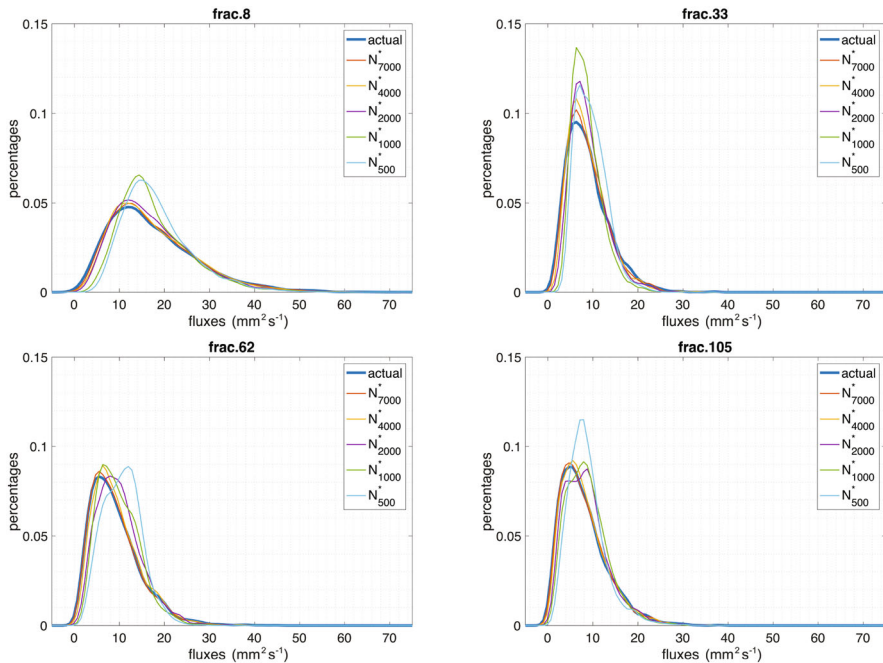 frac.8
0.15
0.1
0.05
0
percentages
0 10 20 30 40 50 60 70
fluxes (mm²s⁻¹)
actual
N*7000
N*4000
N*2000
N*1000
N*500
frac.33
0.15
0.1
0.05
0
percentages
0 10 20 30 40 50 60 70
fluxes (mm²s⁻¹)
actual
N*7000
N*4000
N*2000
N*1000
N*500
frac.62
0.15
0.1
0.05
0
percentages
0 10 20 30 40 50 60 70
fluxes (mm²s⁻¹)
actual
N*7000
N*4000
N*2000
N*1000
N*500
frac.105
0.15
0.1
0.05
0
percentages
0 10 20 30 40 50 60 70
fluxes (mm²s⁻¹)
actual
N*7000
N*4000
N*2000
N*1000
N*500